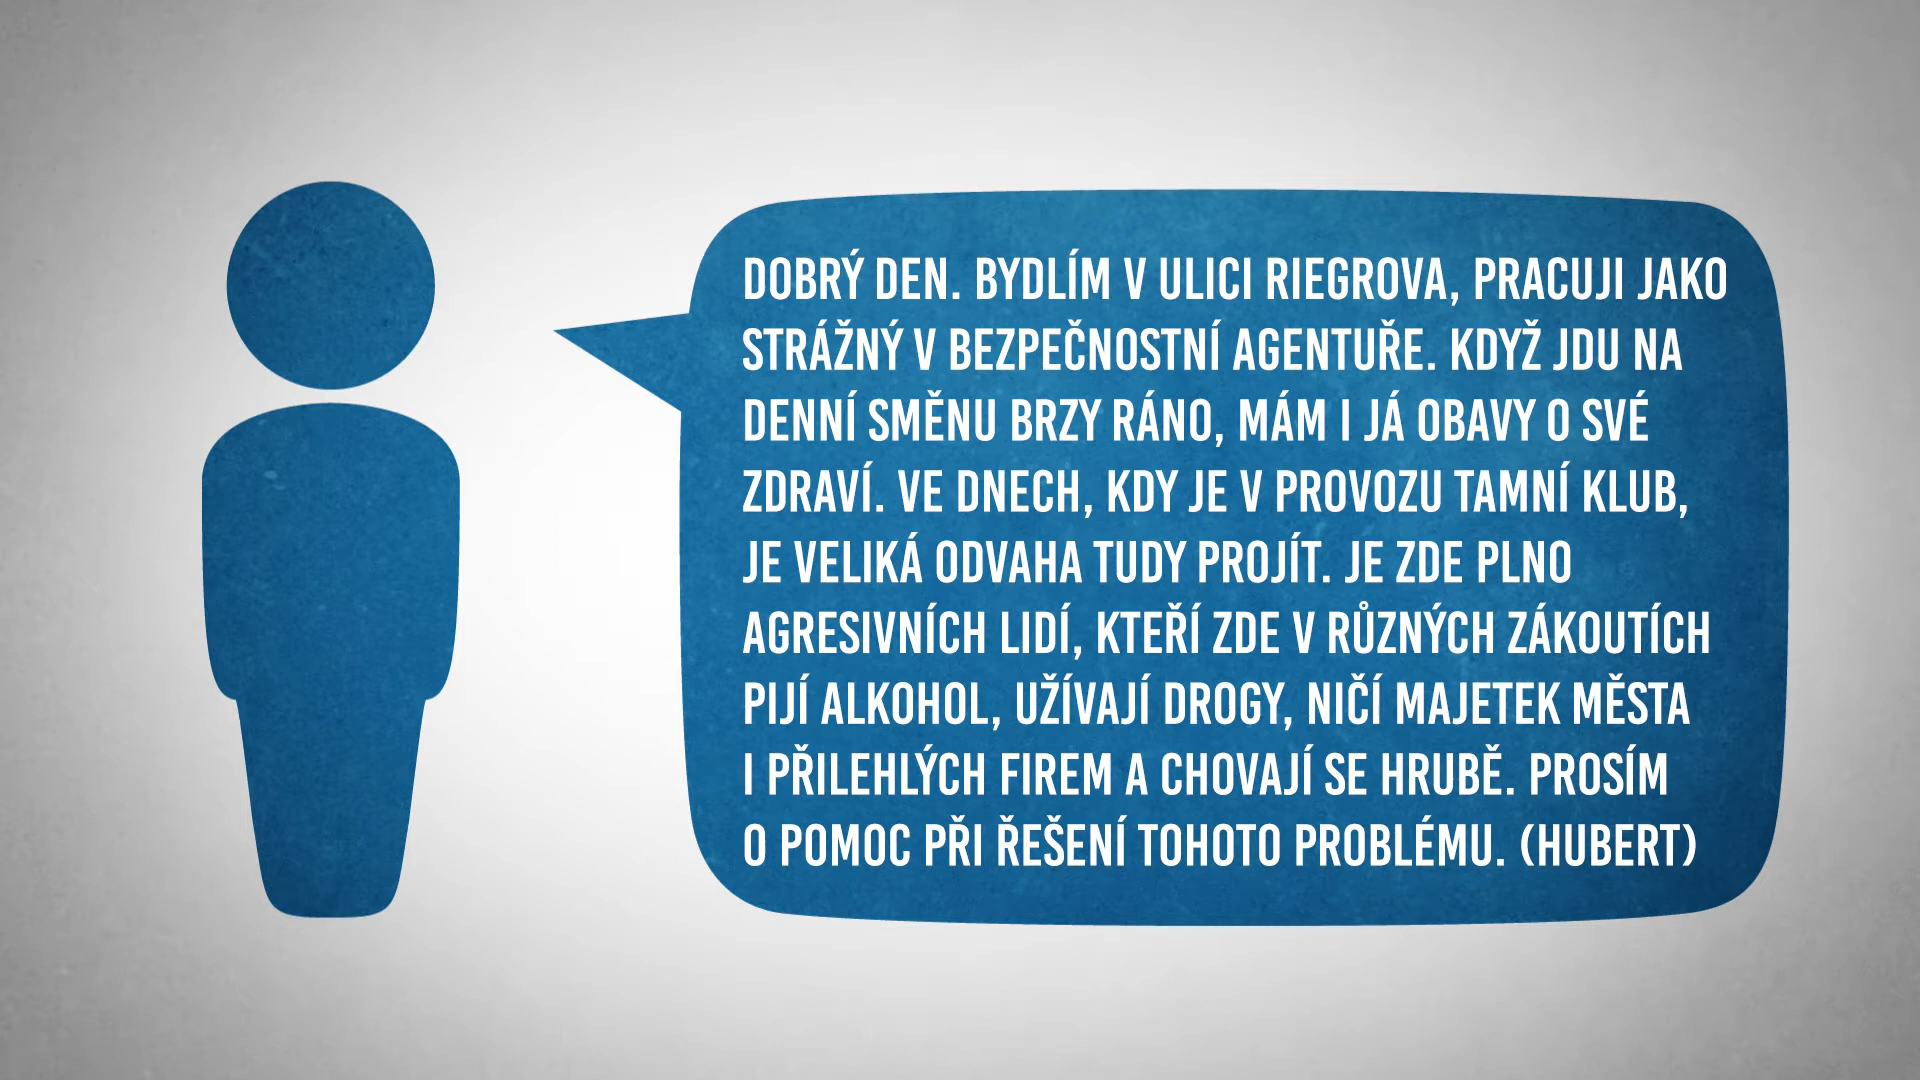 DOBRÝ DEN. BYDLÍM V ULICI RIEGROVA, PRACUJI JAKO
STRÁŽNÝ V BEZPEČNOSTNÍ AGENTUŘE. KDYŽ JDU NA
DENNÍ SMĚNU BRZY RÁNO, MÁM I JÁ OBAVY O SVÉ
ZDRAVÍ. VE DNECH, KDY JE V PROVOZU TAMNÍ KLUB,
JE VELIKÁ ODVAHA TUDY PROJÍT. JE ZDE PLNO
AGRESIVNÍCH LIDÍ, KTEŘÍ ZDE V RŮZNÝCH ZÁKOUTÍCH
PIJÍ ALKOHOL, UŽÍVAJÍ DROGY, NIČÍ MAJETEK MĚSTA
I PŘILEHLÝCH FIREM A CHOVAJÍ SE HRUBĚ. PROSÍM
O POMOC PŘI ŘEŠENÍ TOHOTO PROBLÉMU. (HUBERT)